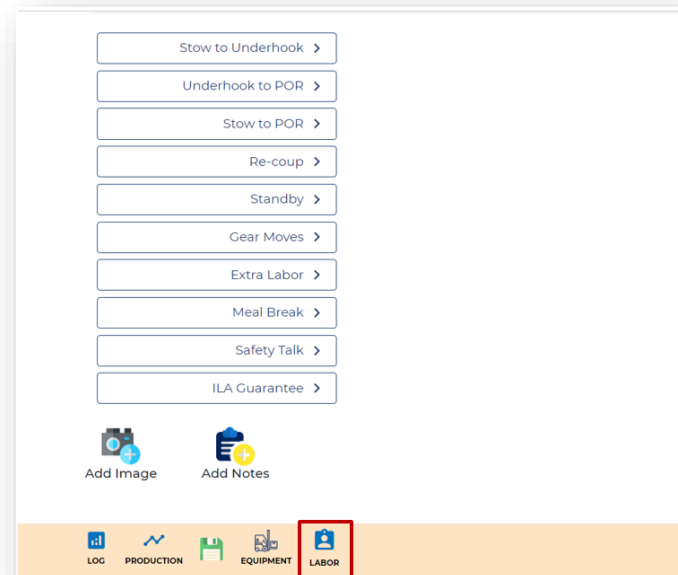 Stow to Underhook
Underhook to POR
Stow to POR
Re-coup
Standby
Gear Moves
Extra Labor
Meal Break
Safety Talk
ILA Guarantee
Add Image Add Notes
LOG PRODUCTION EQUIPMENT LABOR